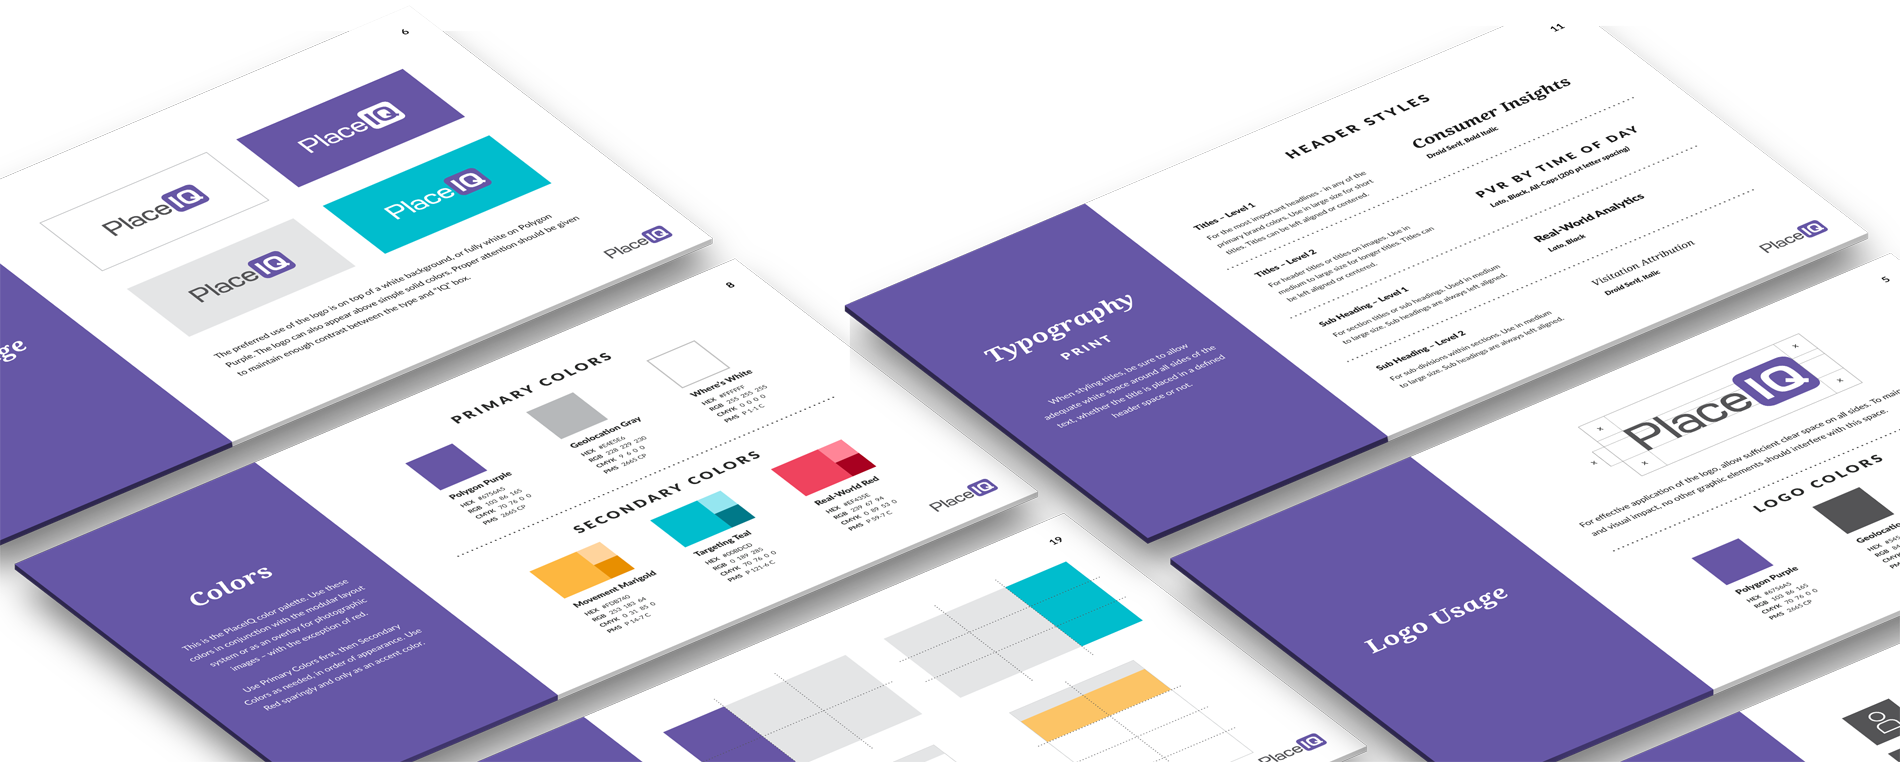 6
PlaceIQ
PlaceIQ
PlaceIQ
PlaceIQ
The preferred use of the logo is on top of a white background, or fully white on Polygon
Purple. The logo can also appear above simple solid colors. Proper attention should be given
to maintain enough contrast between the type and "IQ" box.
PlaceIQ
ge
8
Colors
This is the PlaceIQ color palette. Use these
colors in conjunction with the modular layout
system or as an overlay for photographic
images – with the exception of red.
Use Primary Colors first, then Secondary
Colors as needed, in order of appearance. Use
Red sparingly and only as an accent color.
PRIMARY COLORS
Polygon Purple
HEX #6756A5
RGB 103 86 165
CMYK 70 76 0 0
PMS 2665 CP
Geolocation Gray
HEX #E4E5E6
RGB 228 229 230
CMYK 9 6 0 0
PMS 2665 CP
Where's White
HEX #FFFFFF
RGB 255 255 255
CMYK 0 0 0 0
PMS P 1-1 C
SECONDARY COLORS
Movement Marigold
HEX #FDB740
RGB 253 183 64
CMYK 0 31 85 0
PMS P 14-7 C
Targeting Teal
HEX #00BDCD
RGB 0 189 285
CMYK 70 76 0 0
PMS P 121-6 C
Real-World Red
HEX #EF435E
RGB 239 67 94
CMYK 0 89 53 0
PMS P 59-7 C
PlaceIQ
19
PlaceIQ
11
Typography
PRINT
When styling titles, be sure to allow
adequate white space around all sides of the
text, whether the title is placed in a defined
header space or not.
HEADER STYLES
Titles – Level 1
For the most important headlines - in any of the
primary brand colors. Use in large size for short
titles. Titles can be left aligned or centered.
Consumer Insights
Droid Serif, Bold Italic
Titles – Level 2
For header titles or titles on images. Use in
medium to large size for longer titles. Titles can
be left aligned or centered.
PVR BY TIME OF DAY
Lato, Black, All-Caps (200 pt letter spacing)
Sub Heading – Level 1
For section titles or sub headings. Used in medium
to large size. Sub headings are always left aligned.
Real-World Analytics
Lato, Black
Sub Heading – Level 2
For sub-divisions within sections. Use in medium
to large size. Sub headings are always left aligned.
Visitation Attribution
Droid Serif, Italic
PlaceIQ
5
Logo Usage
x
x
x
x
x
PlaceIQ
For effective application of the logo, allow sufficient clear space on all sides. To main
and visual impact, no other graphic elements should interfere with this space.
LOGO COLORS
Polygon Purple
HEX #6756A5
RGB 103 86 165
CMYK 70 76 0 0
PMS 2665 CP
Geolocatio
HEX #545
RGB 84
CMYK
PMS